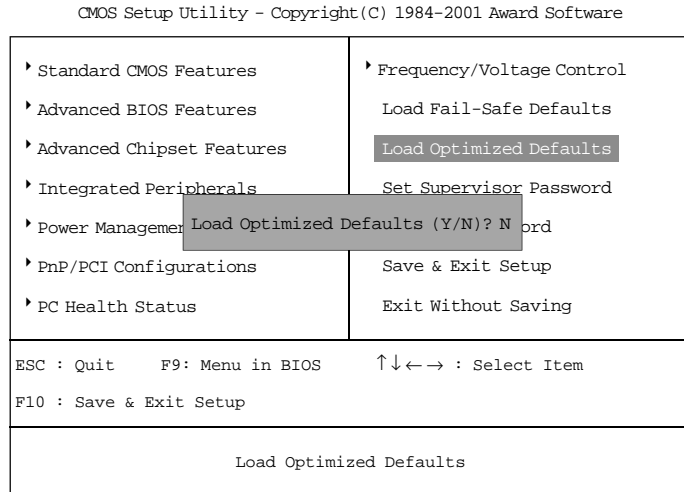 CMOS Setup Utility - Copyright(C) 1984-2001 Award Software
Standard CMOS Features
Advanced BIOS Features
Advanced Chipset Features
Integrated Peripherals
Power Managemen
PnP/PCI Configurations
PC Health Status
Frequency/Voltage Control
Load Fail-Safe Defaults
Load Optimized Defaults
Set Supervisor Password
ord
Save & Exit Setup
Exit Without Saving
Load Optimized Defaults (Y/N)? N
ESC : Quit F9: Menu in BIOS ↑↓←→ : Select Item
F10 : Save & Exit Setup
Load Optimized Defaults